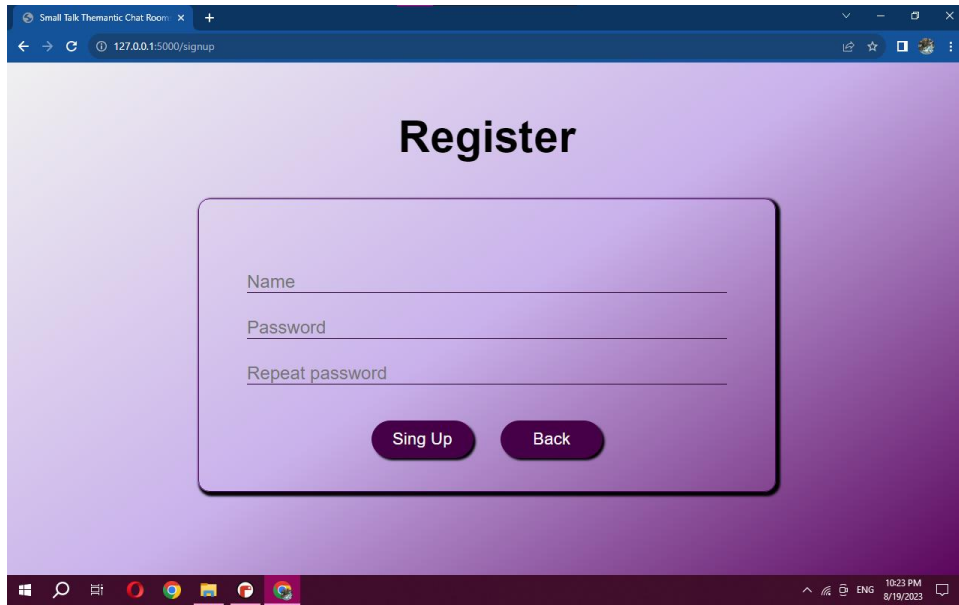 Small Talk Themantic Chat Room
127.0.0.1:5000/signup
Register
Name
Password
Repeat password
Sing Up
Back
ENG
10:23 PM
8/19/2023